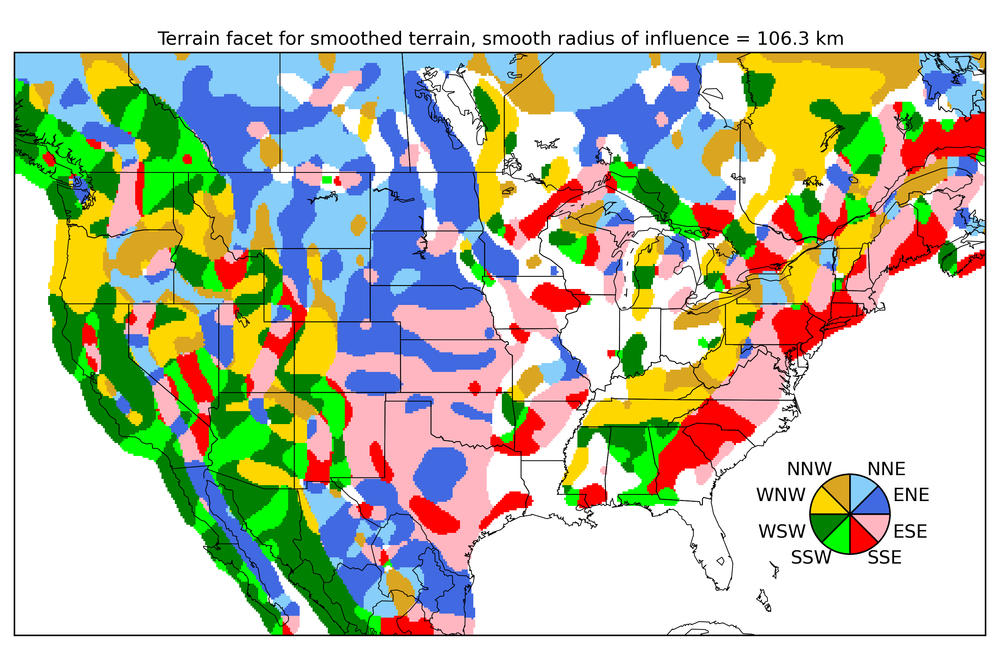 Terrain facet for smoothed terrain, smooth radius of influence = 106.3 km
NNW NNE
WNW ENE
WSW ESE
SSW SSE